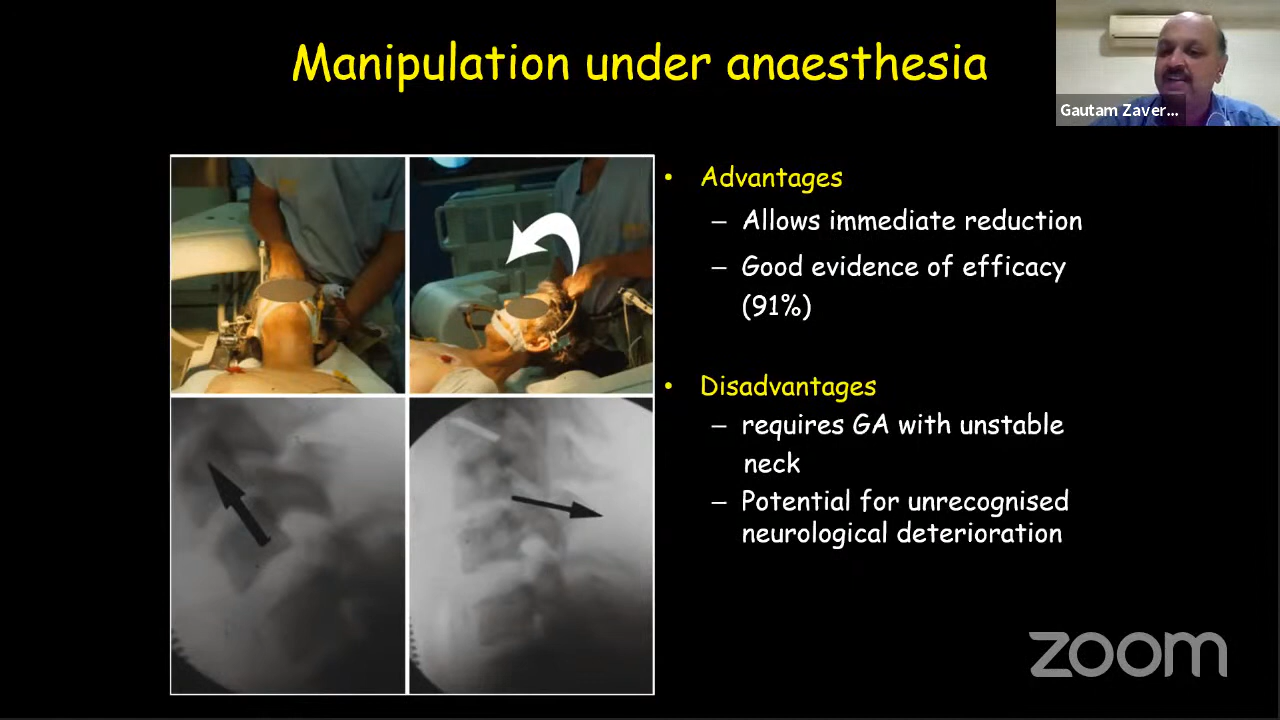 Manipulation under anaesthesia
Gautam Zaver...
• Advantages
– Allows immediate reduction
– Good evidence of efficacy
(91%)
• Disadvantages
– requires GA with unstable
neck
– Potential for unrecognised
neurological deterioration
zoom